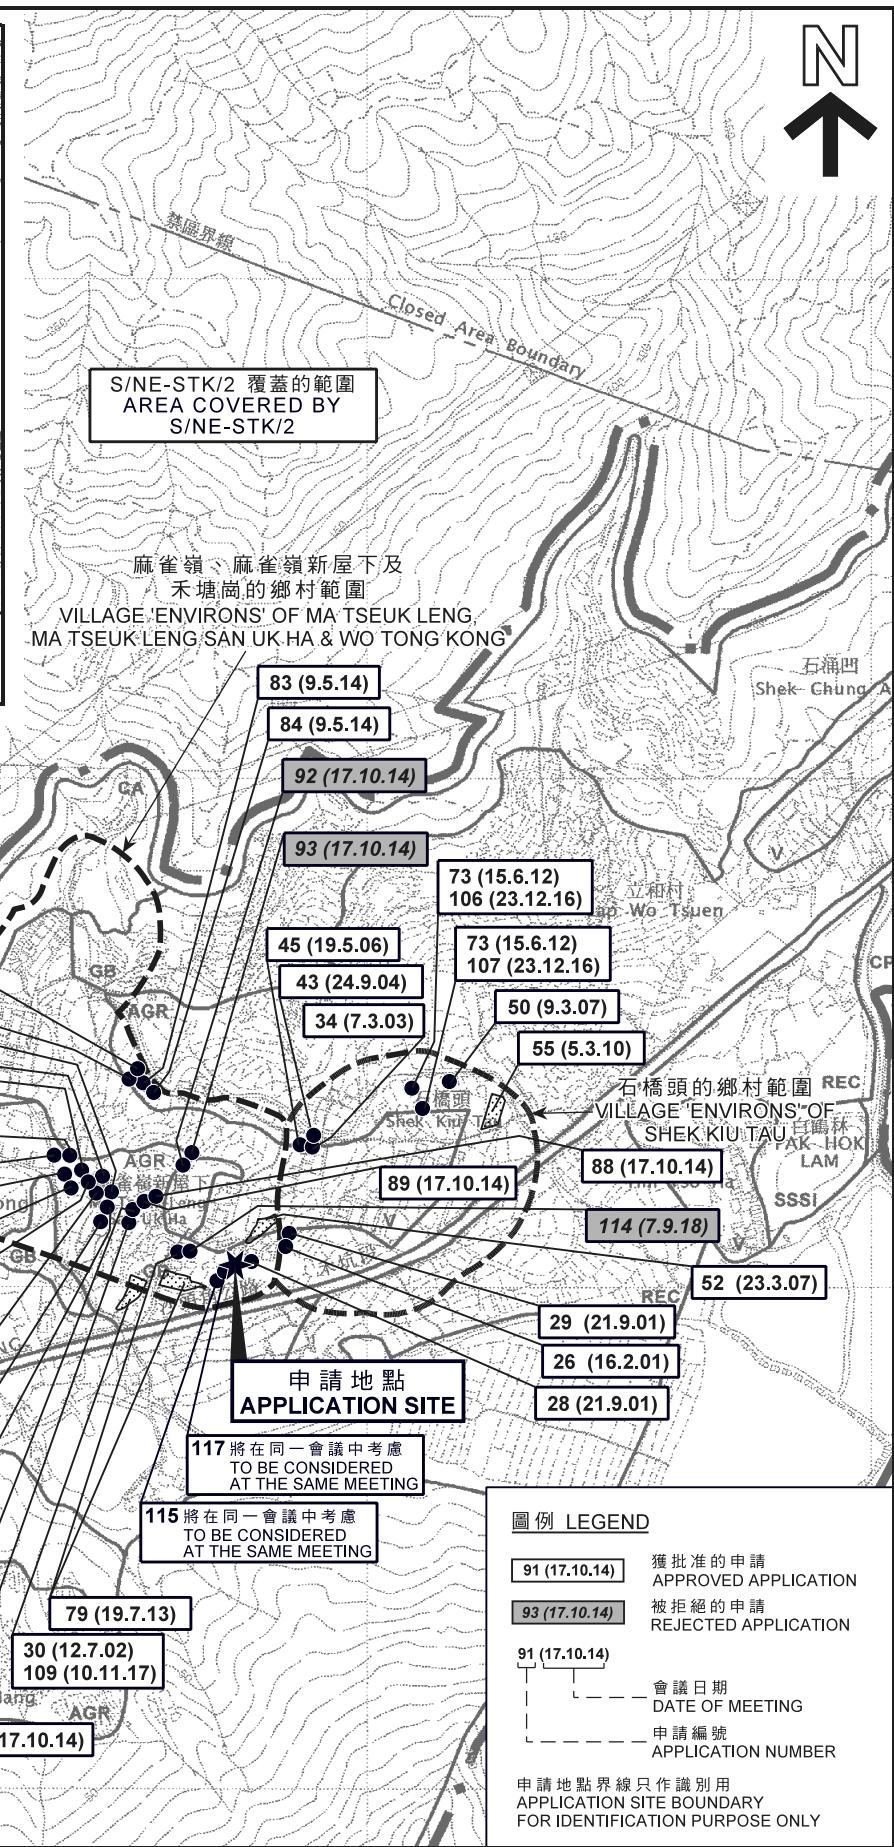 N
禁區界線
Closed Area Boundary
S/NE-STK/2 覆蓋的範圍
AREA COVERED BY
S/NE-STK/2
麻雀嶺、麻雀嶺新屋下及
禾塘崗的鄉村範圍
VILLAGE 'ENVIRONS' OF MA TSEUK LENG,
MA TSEUK LENG SAN UK HA & WO TONG KONG
石涌凹
Shek Chung A
83 (9.5.14)
84 (9.5.14)
92 (17.10.14)
CA
93 (17.10.14)
V
73 (15.6.12)
106 (23.12.16)
立和村
ap Wo Tsuen
45 (19.5.06)
73 (15.6.12)
107 (23.12.16)
CP
GB
43 (24.9.04)
AGR
34 (7.3.03)
50 (9.3.07)
55 (5.3.10)
石橋頭的鄉村範圍
VILLAGE 'ENVIRONS' OF
SHEK KIU TAU
REC
橋頭
Shek Kiu
白鶴林
PAK HOK
LAM
AGR
88 (17.10.14)
89 (17.10.14)
SSSI
V
114 (7.9.18)
V
GB
GB
52 (23.3.07)
REC
29 (21.9.01)
26 (16.2.01)
28 (21.9.01)
申請地點
APPLICATION SITE
117 將在同一會議中考慮
TO BE CONSIDERED
AT THE SAME MEETING
115 將在同一會議中考慮
TO BE CONSIDERED
AT THE SAME MEETING
79 (19.7.13)
30 (12.7.02)
109 (10.11.17)
AGR
17.10.14)
圖例 LEGEND
91 (17.10.14)
獲批准的申請
APPROVED APPLICATION
93 (17.10.14)
被拒絕的申請
REJECTED APPLICATION
91 (17.10.14)
會議日期
DATE OF MEETING
申請編號
APPLICATION NUMBER
申請地點界線只作識別用
APPLICATION SITE BOUNDARY
FOR IDENTIFICATION PURPOSE ONLY